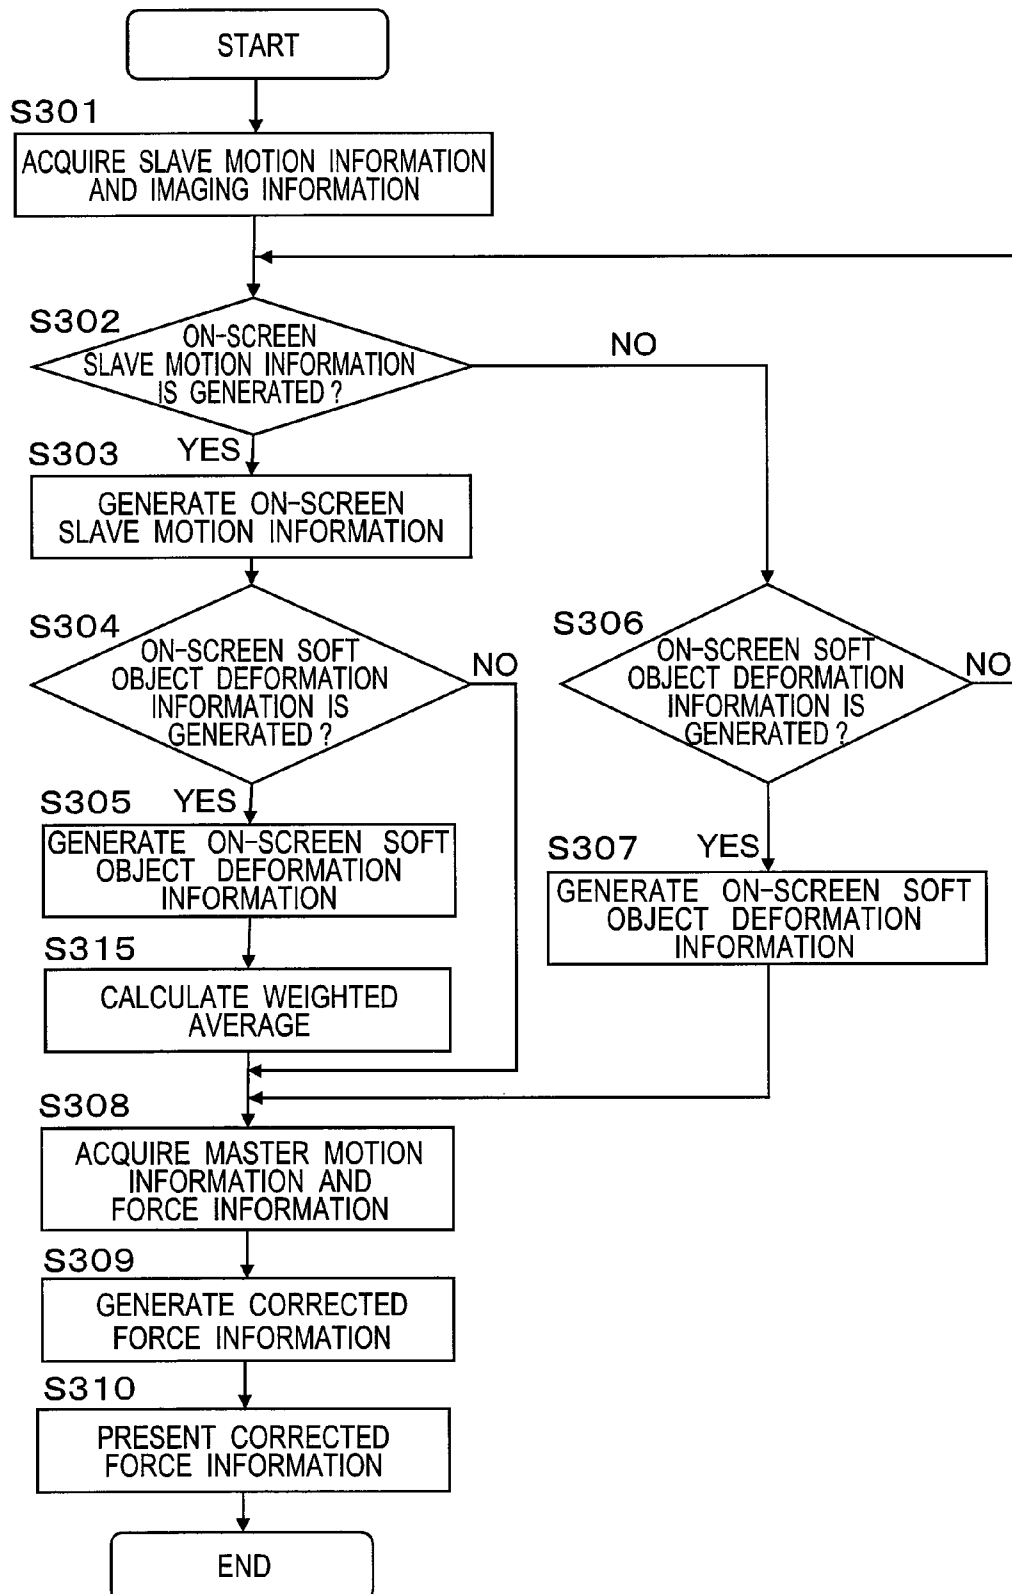 START
S301
ACQUIRE SLAVE MOTION INFORMATION
AND IMAGING INFORMATION
S302
ON-SCREEN
SLAVE MOTION INFORMATION
IS GENERATED?
NO
YES
S303
GENERATE ON-SCREEN
SLAVE MOTION INFORMATION
S304
ON-SCREEN SOFT
OBJECT DEFORMATION
INFORMATION IS
GENERATED?
NO
YES
S306
ON-SCREEN SOFT
OBJECT DEFORMATION
INFORMATION IS
GENERATED?
NO
YES
S305
GENERATE ON-SCREEN SOFT
OBJECT DEFORMATION
INFORMATION
S307
GENERATE ON-SCREEN SOFT
OBJECT DEFORMATION
INFORMATION
S315
CALCULATE WEIGHTED
AVERAGE
S308
ACQUIRE MASTER MOTION
INFORMATION AND
FORCE INFORMATION
S309
GENERATE CORRECTED
FORCE INFORMATION
S310
PRESENT CORRECTED
FORCE INFORMATION
END